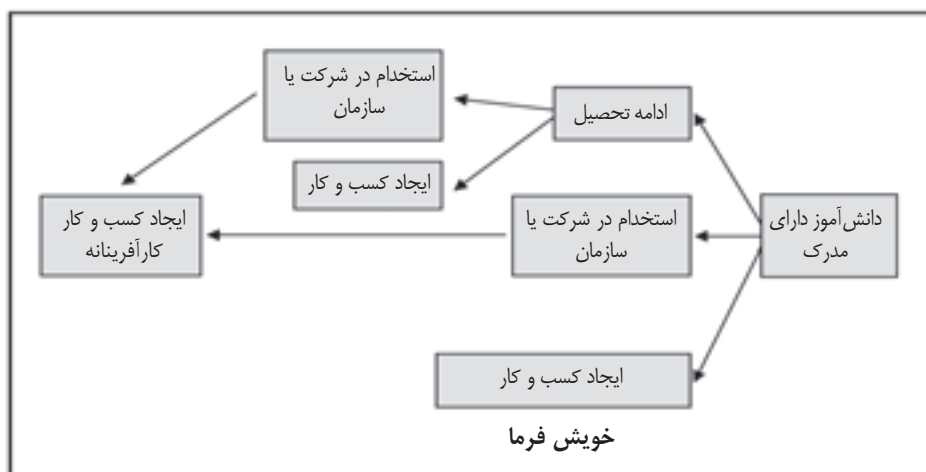 دانش‌آموز دارای
مدرک
ادامه تحصیل
استخدام در شرکت یا
سازمان
ایجاد کسب و کار
استخدام در شرکت یا
سازمان
ایجاد کسب و کار
کارآفرینانه
ایجاد کسب و کار
خویش فرما